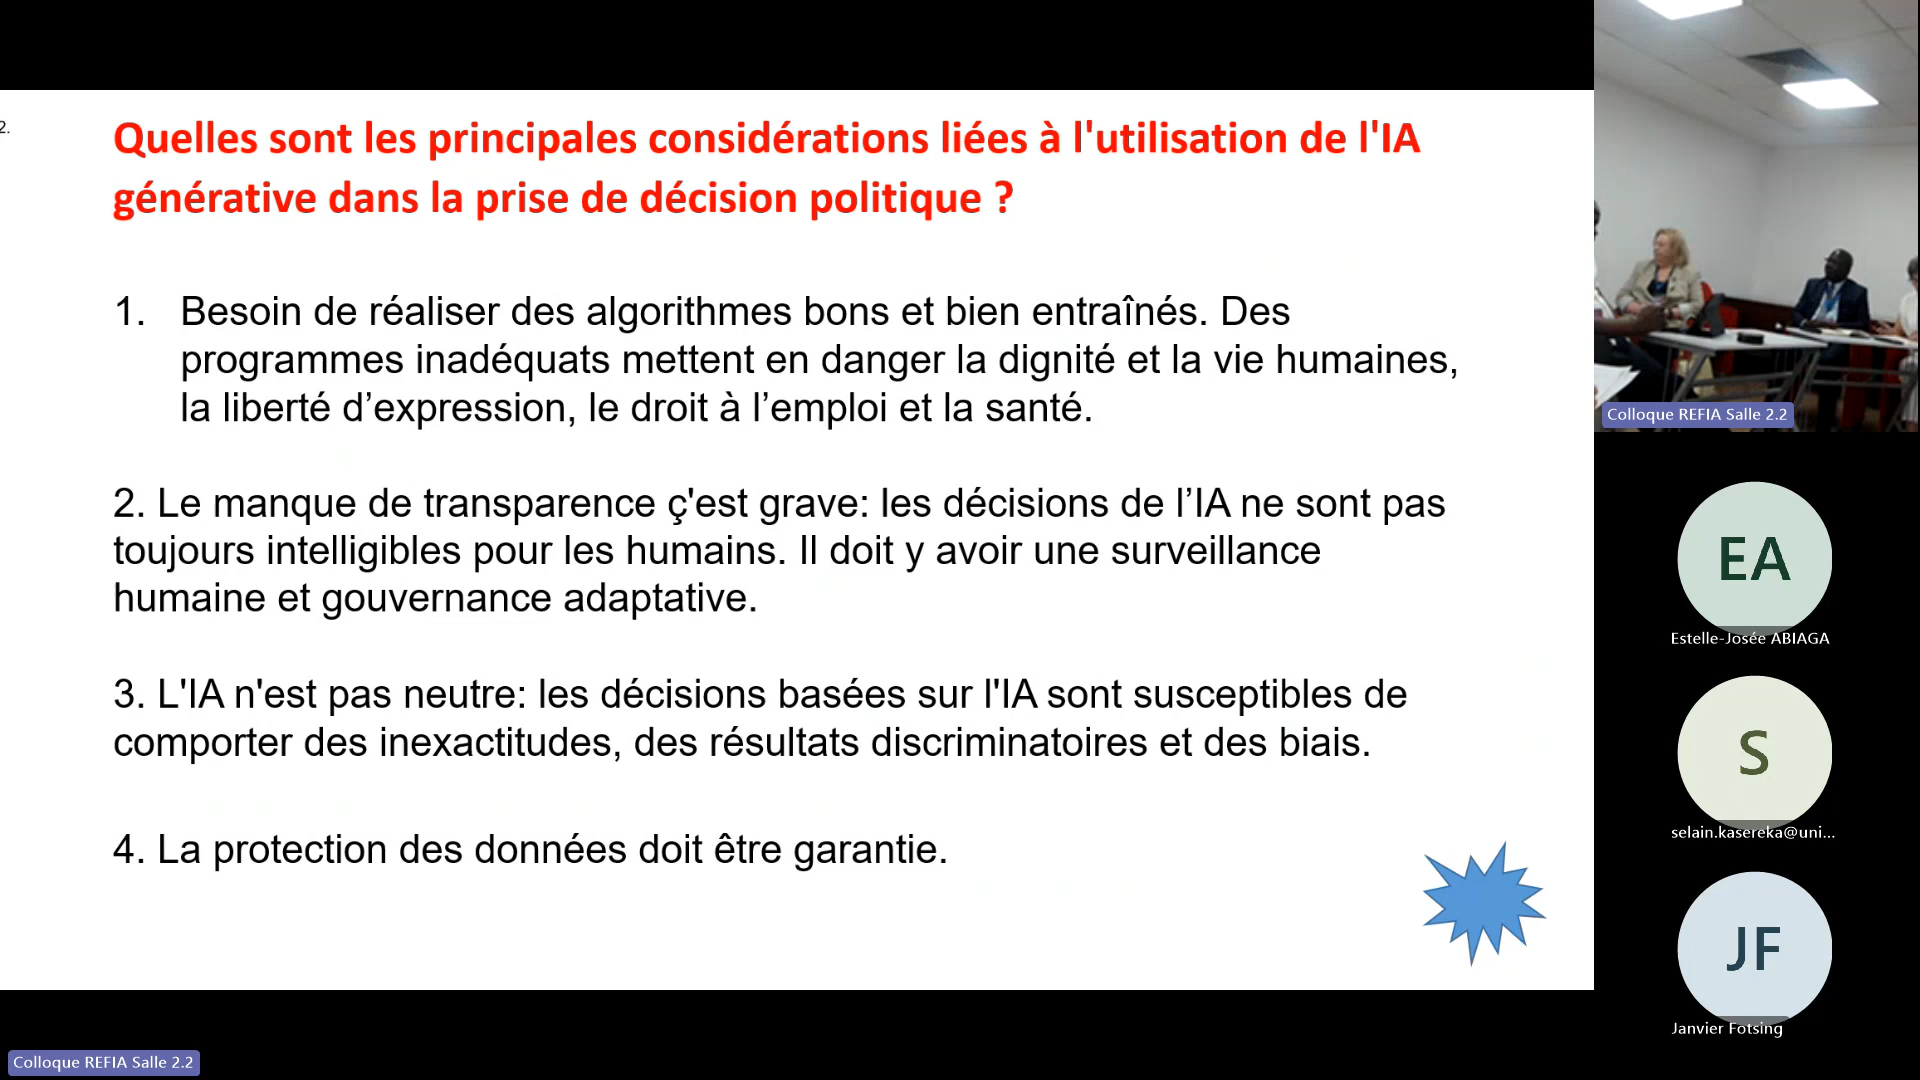 2.
Quelles sont les principales considérations liées à l'utilisation de l'IA
générative dans la prise de décision politique ?
1. Besoin de réaliser des algorithmes bons et bien entraînés. Des
programmes inadéquats mettent en danger la dignité et la vie humaines,
la liberté d’expression, le droit à l’emploi et la santé.
2. Le manque de transparence ç'est grave: les décisions de l’IA ne sont pas
toujours intelligibles pour les humains. Il doit y avoir une surveillance
humaine et gouvernance adaptative.
3. L'IA n'est pas neutre: les décisions basées sur l'IA sont susceptibles de
comporter des inexactitudes, des résultats discriminatoires et des biais.
4. La protection des données doit être garantie.
Colloque REFIA Salle 2.2
EA
Estelle-Josée ABIAGA
S
selain.kasereka@uni...
JF
Janvier Fotsing
Colloque REFIA Salle 2.2